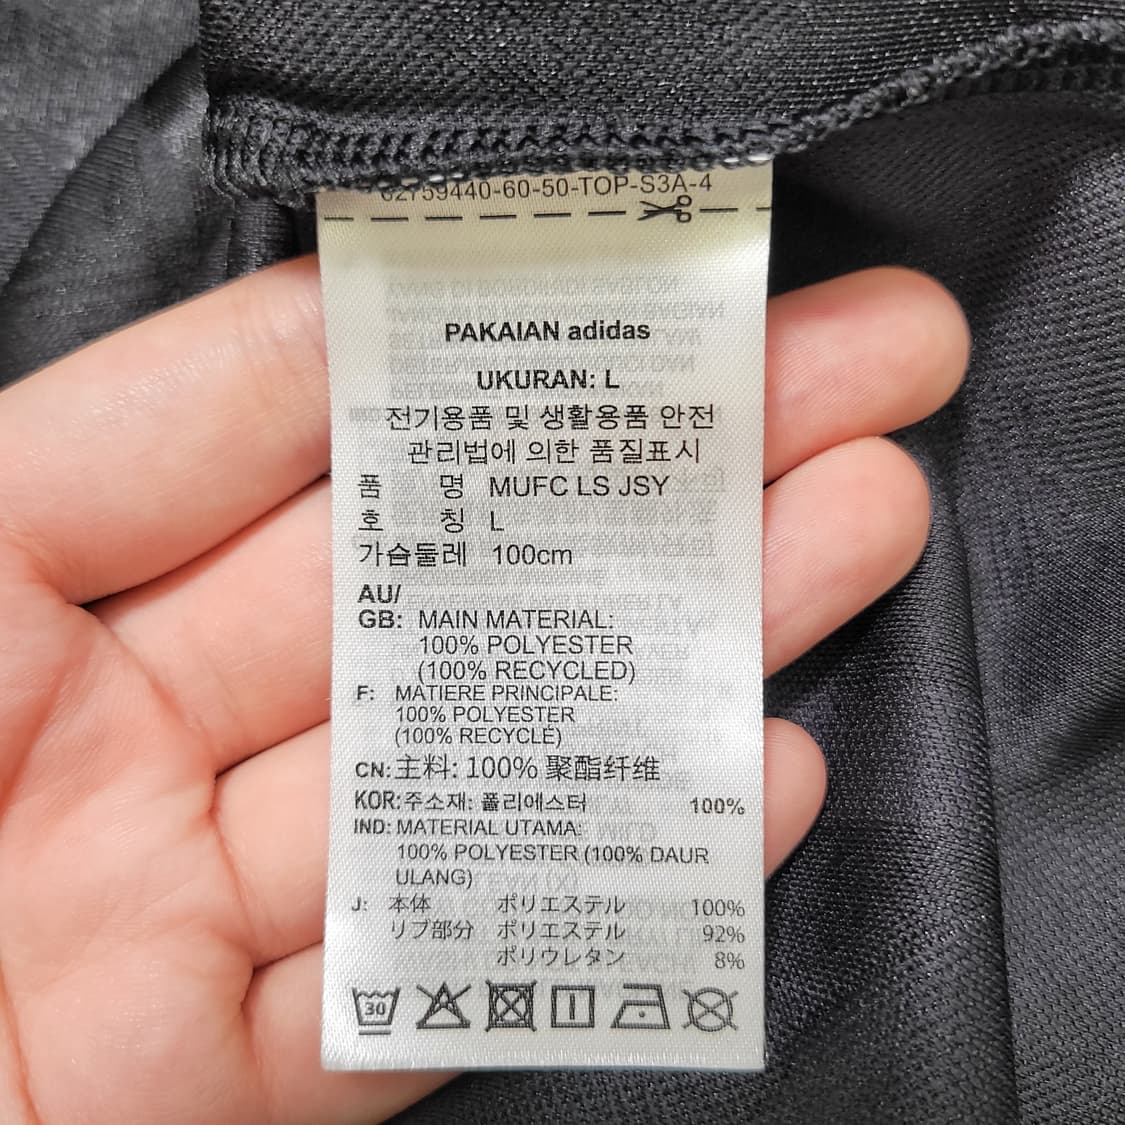 62759440-60-50-TOP-S3A-4
PAKAIAN adidas
UKURAN: L
전기용품 및 생활용품 안전
관리법에 의한 품질표시
품 명 MUFC LS JSY
호 칭 L
가슴둘레 100cm
AU/
GB: MAIN MATERIAL:
100% POLYESTER
(100% RECYCLED)
F: MATIERE PRINCIPALE:
100% POLYESTER
(100% RECYCLÉ)
CN: 主料: 100% 聚酯纤维
KOR: 주소재: 폴리에스터 100%
IND: MATERIAL UTAMA:
100% POLYESTER (100% DAUR
ULANG)
J: 本体 ポリエステル 100%
リブ部分 ポリエステル 92%
ポリウレタン 8%
30